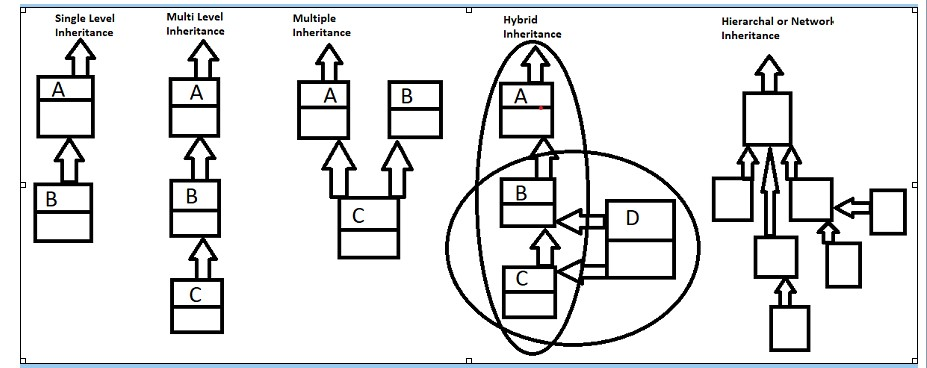 Single Level
Inheritance
Multi Level
Inheritance
Multiple
Inheritance
Hybrid
Inheritance
Hierarchal or Network
Inheritance
A
B
A
B
C
A
B
C
A
B
C
D